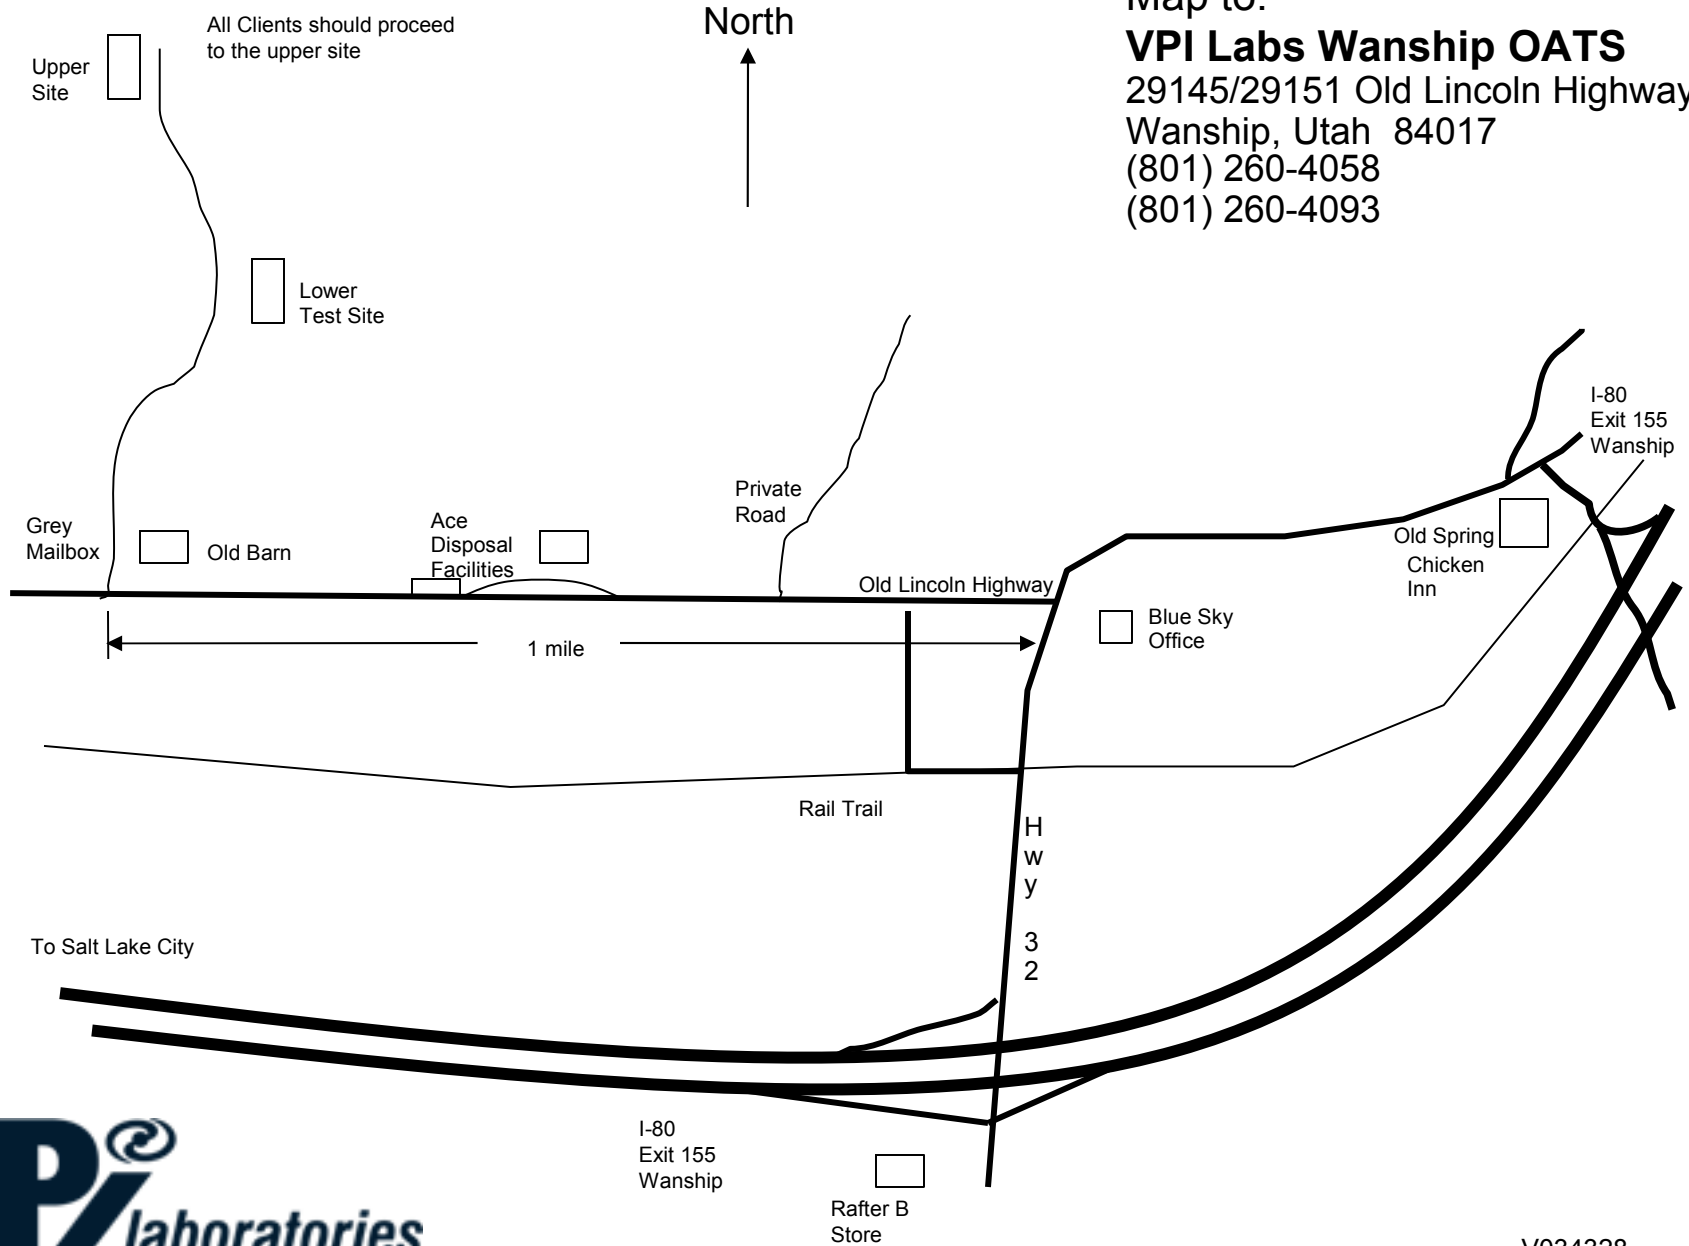 Map to:
VPI Labs Wanship OATS
29145/29151 Old Lincoln Highway
Wanship, Utah 84017
(801) 260-4058
(801) 260-4093
North
All Clients should proceed
to the upper site
Upper
Site
Lower
Test Site
I-80
Exit 155
Wanship
Private
Road
Grey
Mailbox
Old Barn
Ace
Disposal
Facilities
Old Lincoln Highway
Old Spring
Chicken
Inn
Blue Sky
Office
1 mile
Rail Trail
H
w
y
3
2
To Salt Lake City
I-80
Exit 155
Wanship
Rafter B
Store
laboratories
V034328